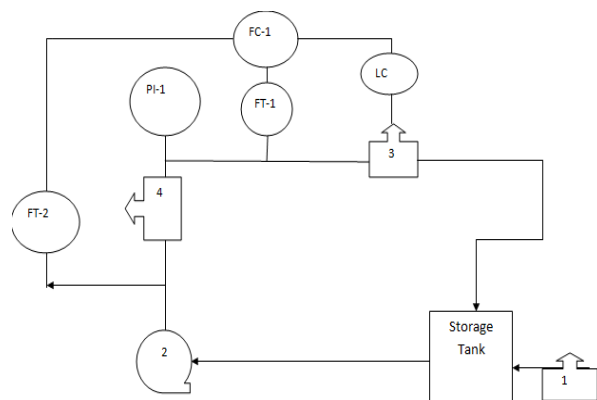 FC-1
LC
PI-1
FT-1
3
4
FT-2
Storage
Tank
2
1